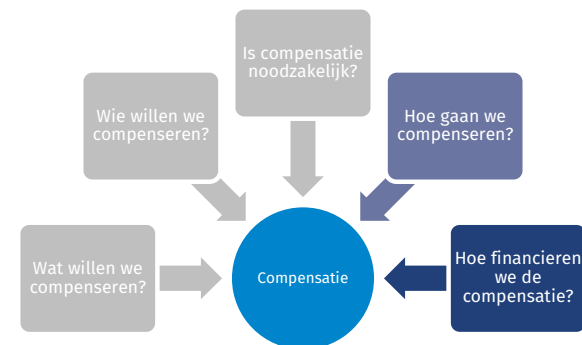 Is compensatie
noodzakelijk?
Wie willen we
compenseren?
Hoe gaan we
compenseren?
Wat willen we
compenseren?
Compensatie
Hoe financieren
we de
compensatie?